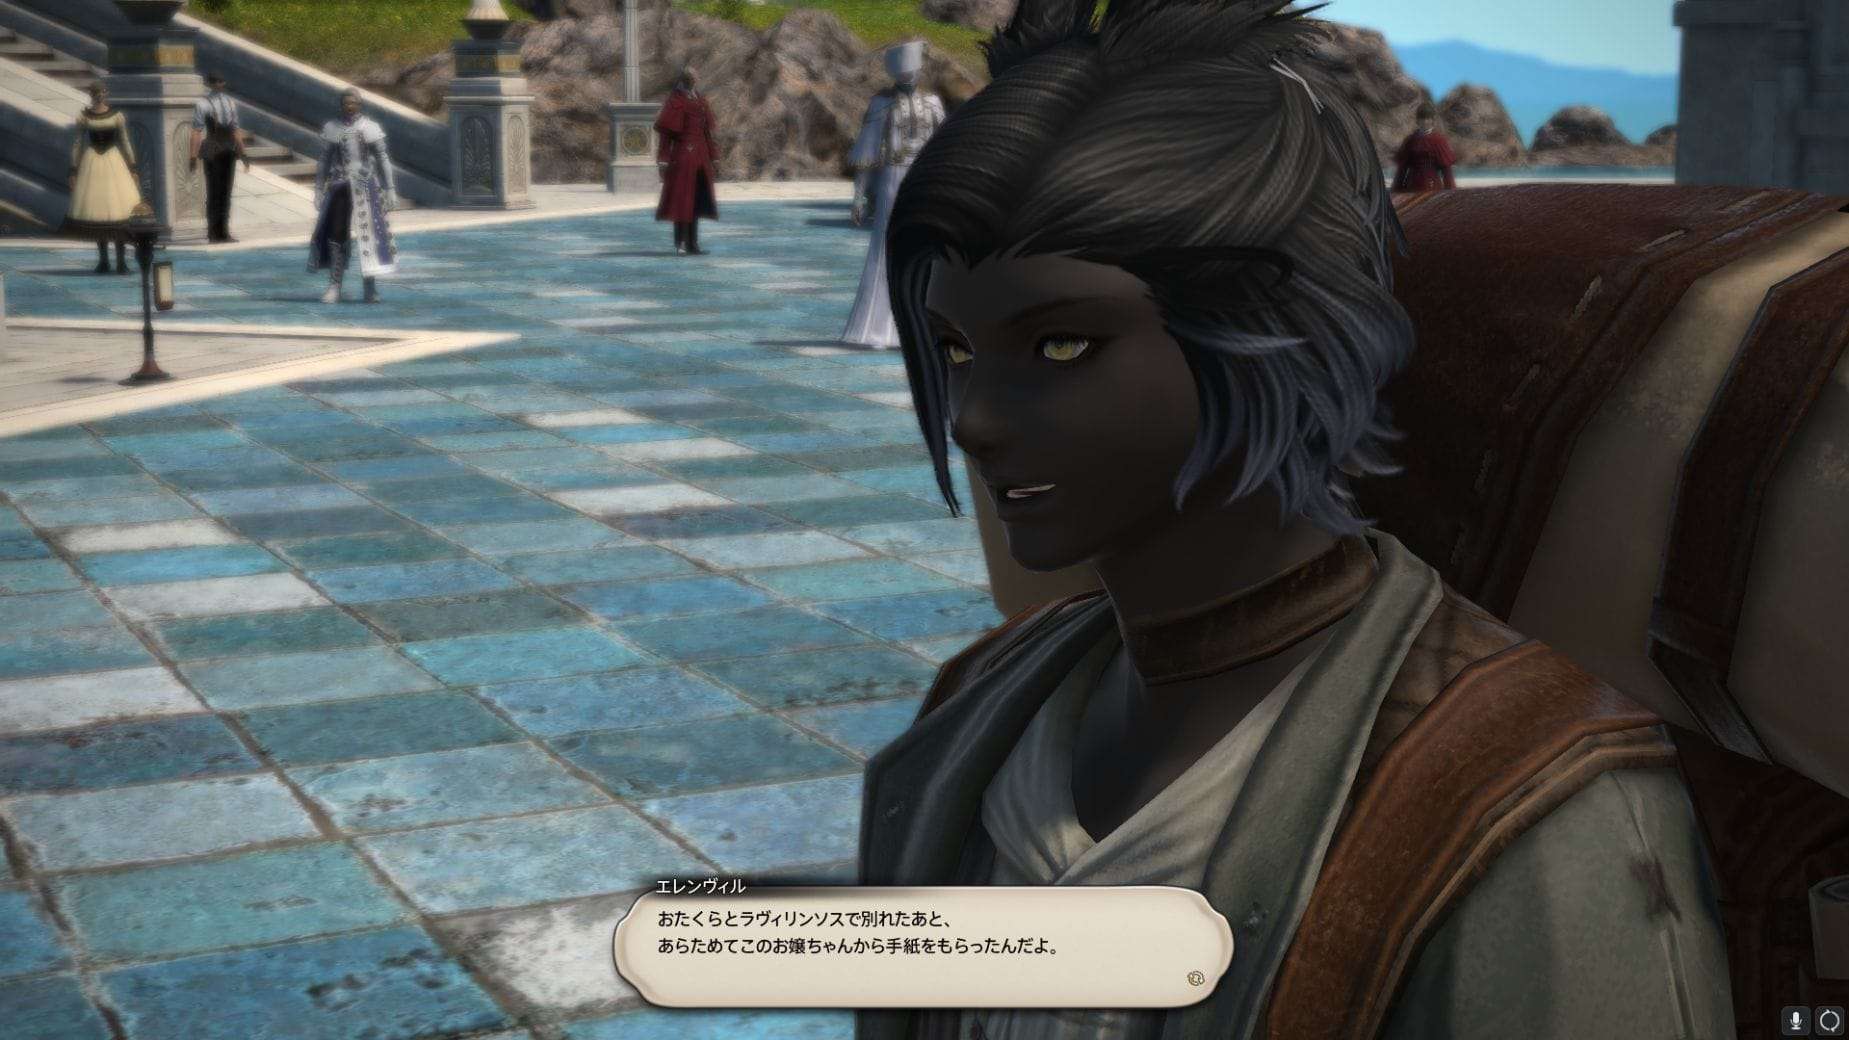 エレンヴィル
おたくらとラヴィリンソスで別れたあと、
あらためてこのお嬢ちゃんから手紙をもらったんだよ。